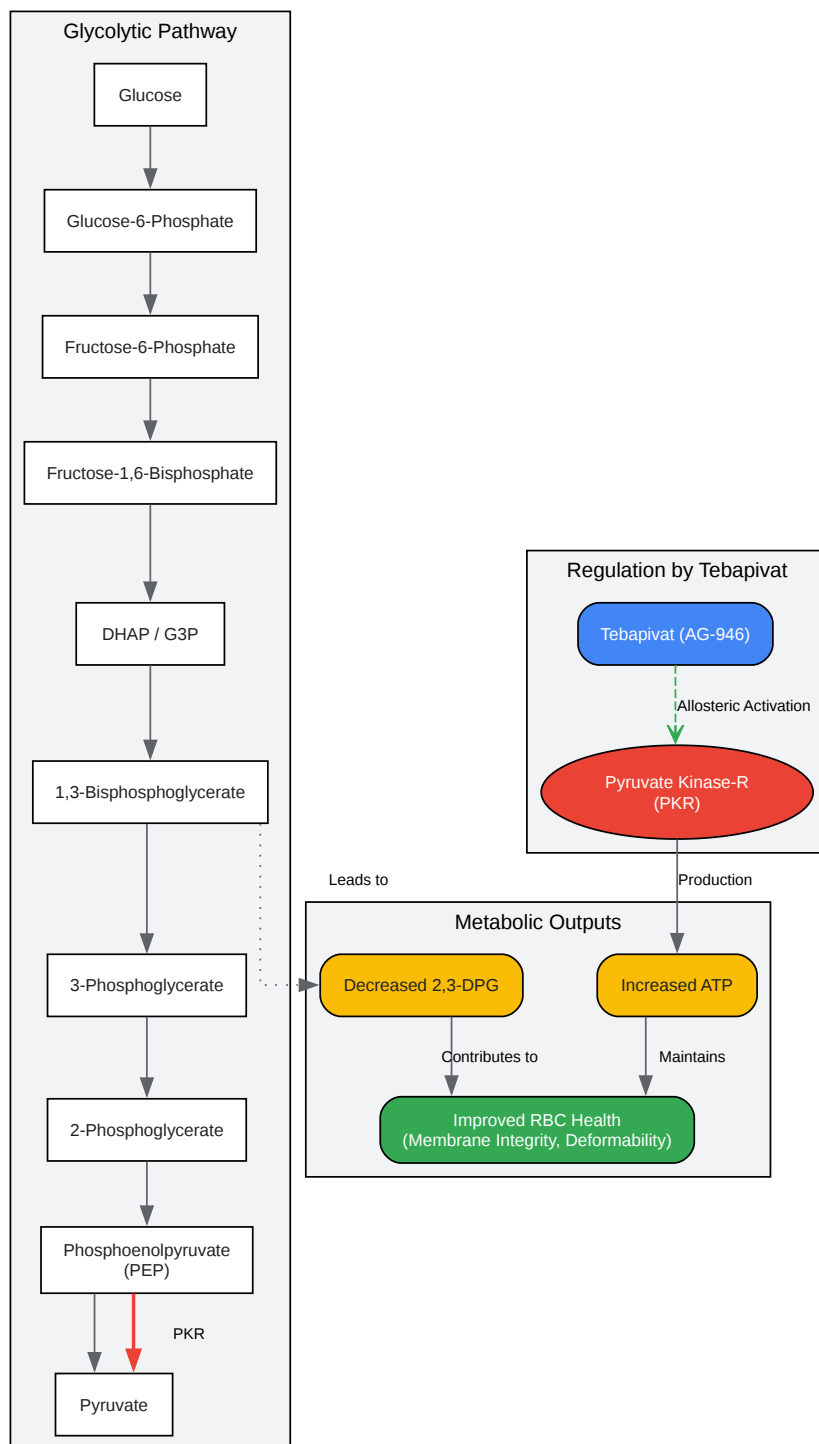 Glycolytic Pathway
Glucose
Glucose-6-Phosphate
Fructose-6-Phosphate
Fructose-1,6-Bisphosphate
DHAP / G3P
1,3-Bisphosphoglycerate
3-Phosphoglycerate
2-Phosphoglycerate
Phosphoenolpyruvate
(PEP)
PKR
Pyruvate
Regulation by Tebapivat
Tebapivat (AG-946)
Allosteric Activation
Pyruvate Kinase-R
(PKR)
Leads to
Production
Metabolic Outputs
Decreased 2,3-DPG
Increased ATP
Contributes to
Maintains
Improved RBC Health
(Membrane Integrity, Deformability)